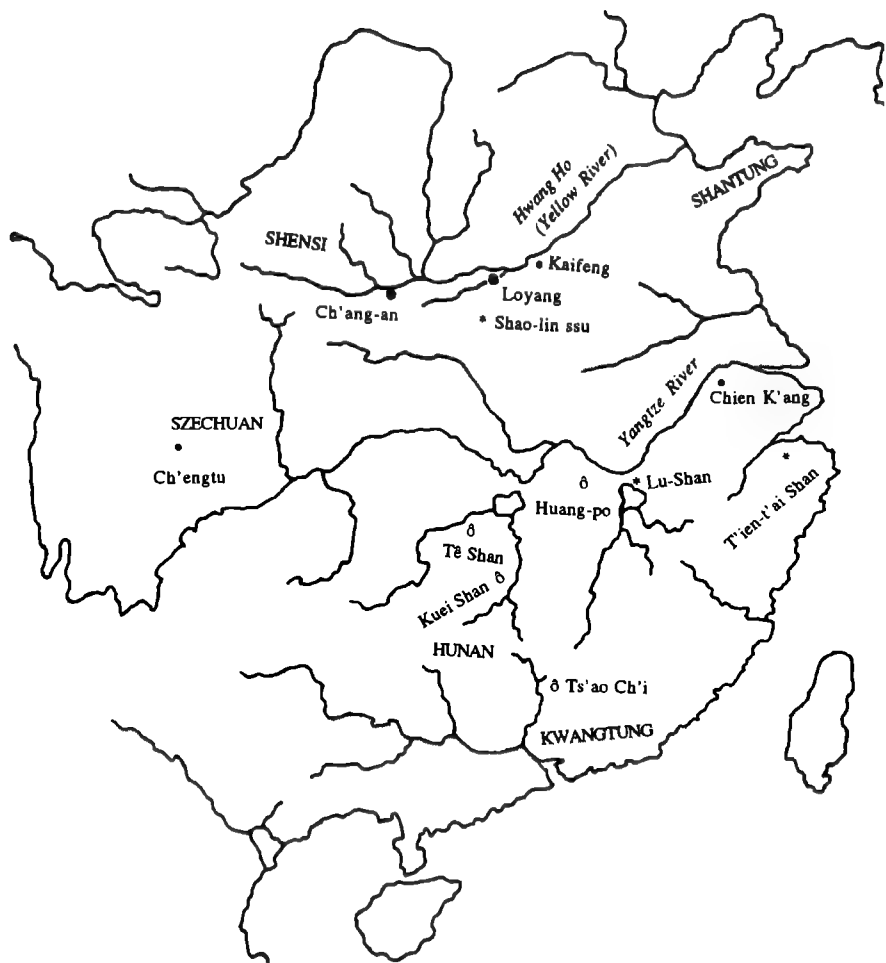 Hwang Ho
(Yellow River)
SHANTUNG
SHENSI
• Kaifeng
Loyang
Ch'ang-an
* Shao-lin ssu
Yangtze River
Chien K'ang
SZECHUAN
Ch'engtu
* Lu-Shan
Huang-po
T'ien-t'ai Shan
Tê Shan
Kuei Shan ô
HUNAN
ô Ts'ao Ch'i
KWANGTUNG